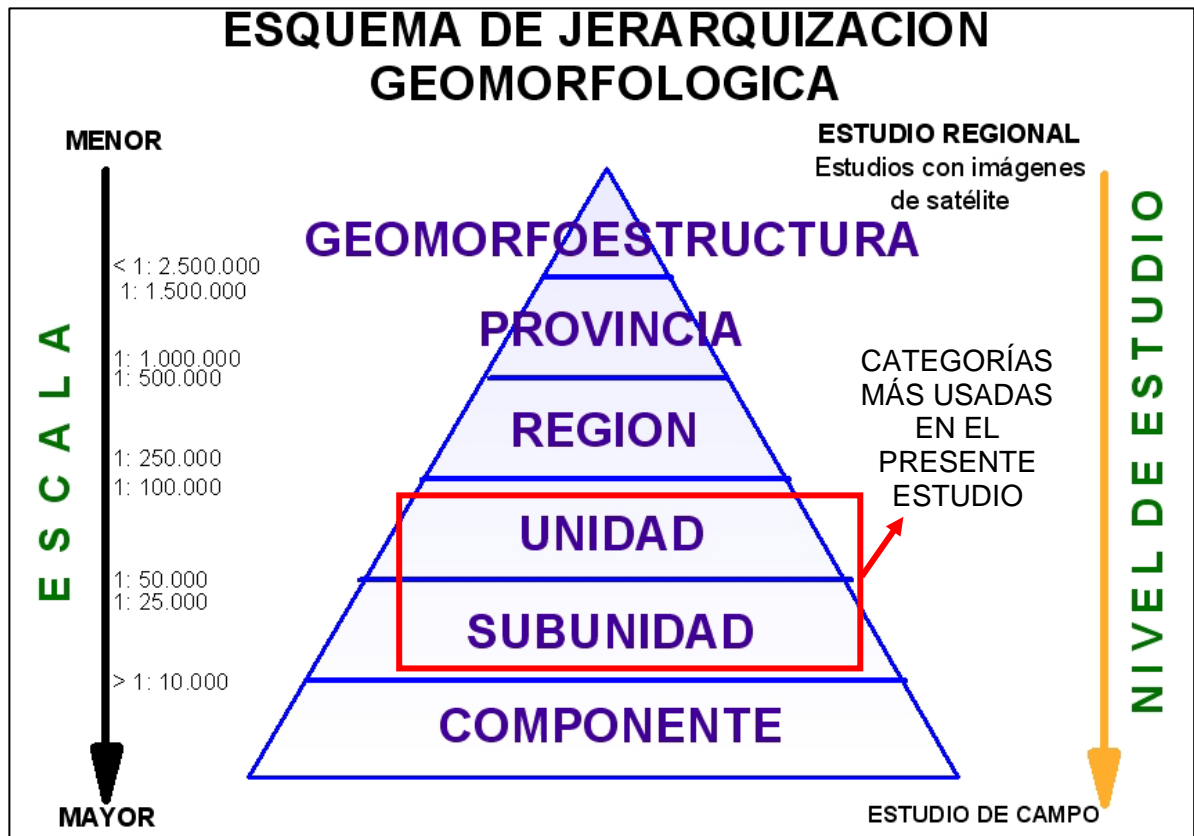 ESQUEMA DE JERARQUIZACION
GEOMORFOLOGICA
MENOR
ESCALA
< 1: 2.500.000
1: 1.500.000
1: 1.000.000
1: 500.000
1: 250.000
1: 100.000
1: 50.000
1: 25.000
> 1: 10.000
MAYOR
GEOMORFOESTRUCTURA
PROVINCIA
REGION
UNIDAD
SUBUNIDAD
COMPONENTE
CATEGORÍAS
MÁS USADAS
EN EL
PRESENTE
ESTUDIO
ESTUDIO REGIONAL
Estudios con imágenes
de satélite
NIVEL DE ESTUDIO
ESTUDIO DE CAMPO